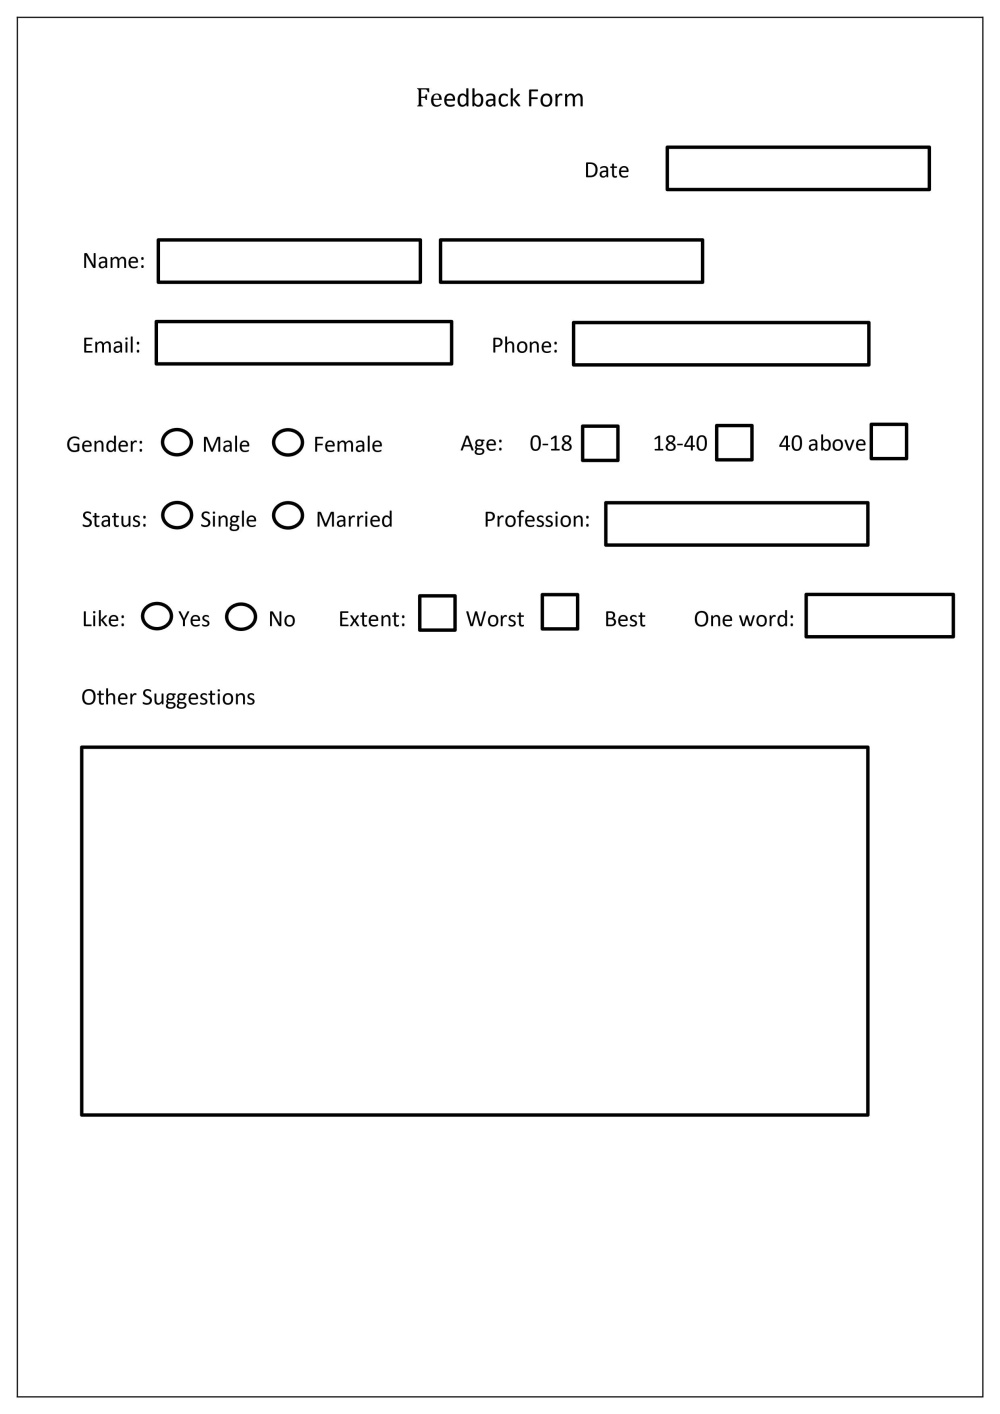 Feedback Form
Date
Name:
Email: Phone:
Gender: Male Female Age: 0-18 18-40 40 above
Status: Single Married Profession:
Like: Yes No Extent: Worst Best One word:
Other Suggestions